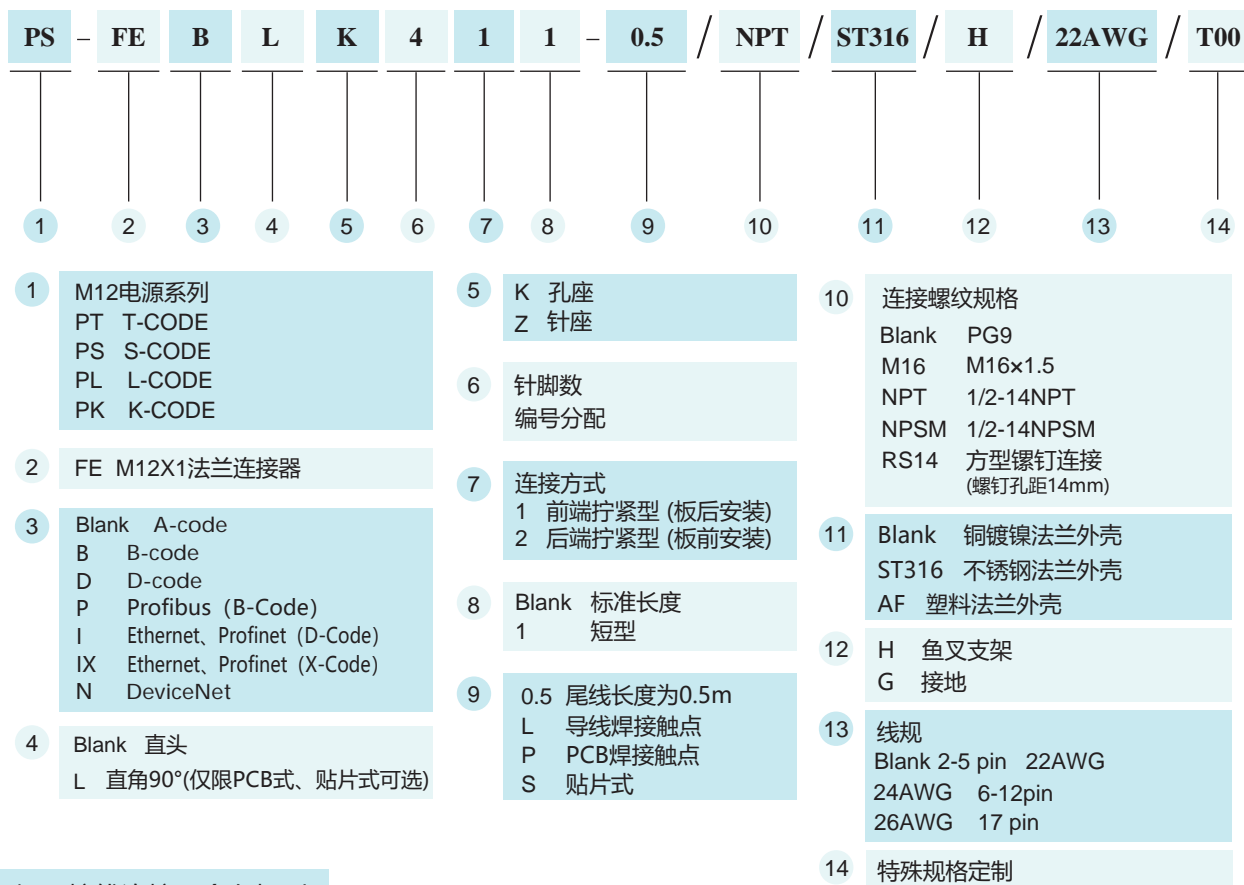 PS – FE B L K 4 1 1 – 0.5 / NPT / ST316 / H / 22AWG / T00
1 2 3 4 5 6 7 8 9 10 11 12 13 14
1 M12电源系列
PT T-CODE
PS S-CODE
PL L-CODE
PK K-CODE
2 FE M12X1法兰连接器
3 Blank A-code
B B-code
D D-code
P Profibus (B-Code)
I Ethernet、Profinet (D-Code)
IX Ethernet、Profinet (X-Code)
N DeviceNet
4 Blank 直头
L 直角90°(仅限PCB式、贴片式可选)
5 K 孔座
Z 针座
6 针脚数
编号分配
7 连接方式
1 前端拧紧型 (板后安装)
2 后端拧紧型 (板前安装)
8 Blank 标准长度
1 短型
9 0.5 尾线长度为0.5m
L 导线焊接触点
P PCB焊接触点
S 贴片式
10 连接螺纹规格
Blank PG9
M16 M16×1.5
NPT 1/2-14NPT
NPSM 1/2-14NPSM
RS14 方型镙钉连接
(螺钉孔距14mm)
11 Blank 铜镀镍法兰外壳
ST316 不锈钢法兰外壳
AF 塑料法兰外壳
12 H 鱼叉支架
G 接地
13 线规
Blank 2-5 pin 22AWG
24AWG 6-12pin
26AWG 17 pin
14 特殊规格定制